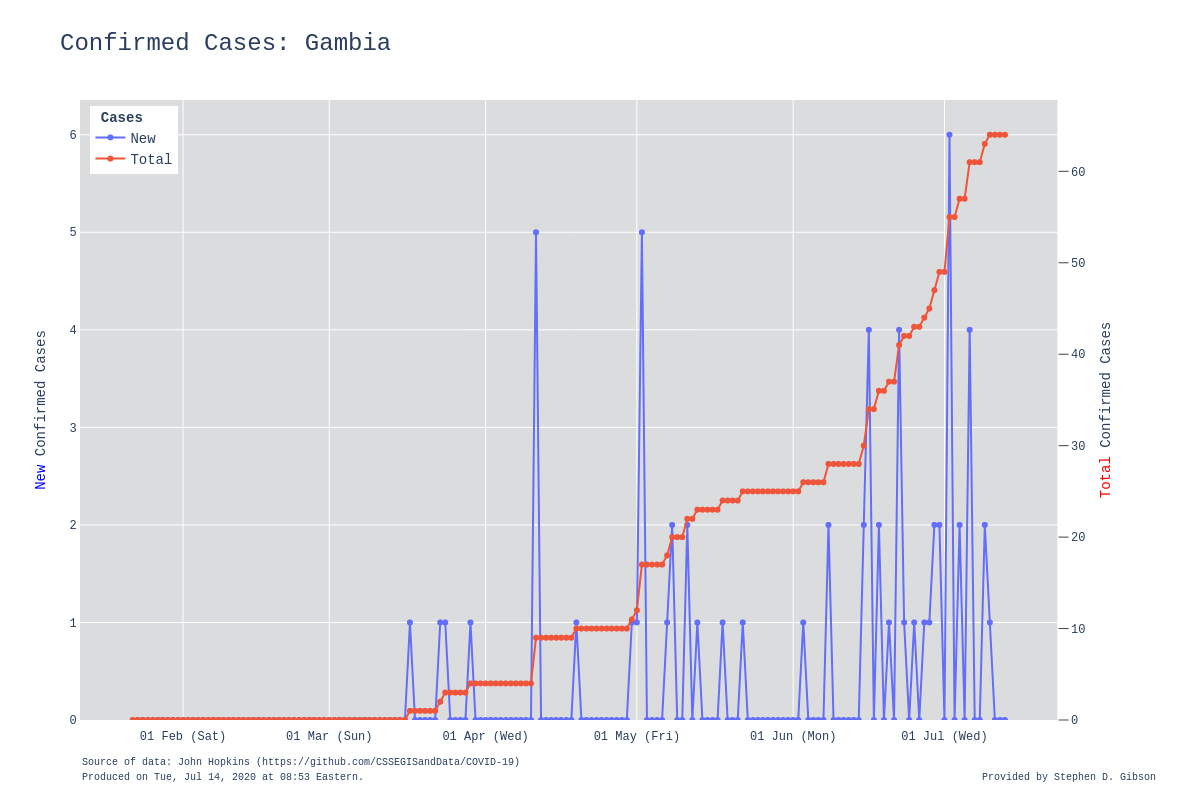 Confirmed Cases: Gambia
Cases
New
Total
6
5
4
3
2
1
0
New Confirmed Cases
60
50
40
30
20
10
0
Total Confirmed Cases
01 Feb (Sat) 01 Mar (Sun) 01 Apr (Wed) 01 May (Fri) 01 Jun (Mon) 01 Jul (Wed)
Source of data: John Hopkins (https://github.com/CSSEGISandData/COVID-19)
Produced on Tue, Jul 14, 2020 at 08:53 Eastern.
Provided by Stephen D. Gibson